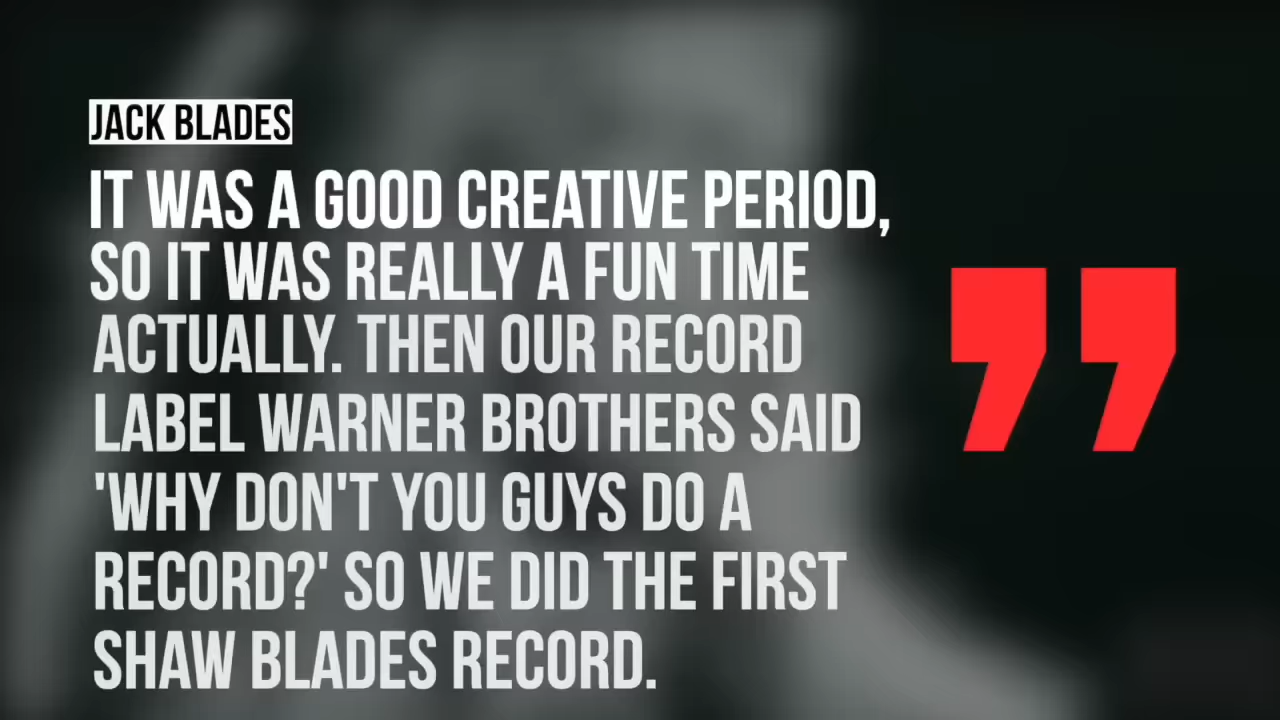 JACK BLADES
IT WAS A GOOD CREATIVE PERIOD,
SO IT WAS REALLY A FUN TIME
ACTUALLY. THEN OUR RECORD
LABEL WARNER BROTHERS SAID
'WHY DON'T YOU GUYS DO A
RECORD?' SO WE DID THE FIRST
SHAW BLADES RECORD.
”